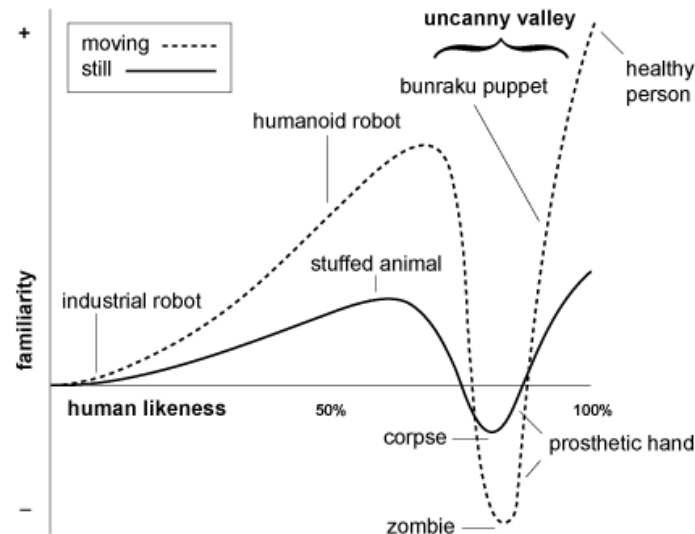 +
uncanny valley
moving
still
bunraku puppet
healthy
person
humanoid robot
stuffed animal
industrial robot
familiarity
human likeness
50%
100%
corpse
prosthetic hand
–
zombie